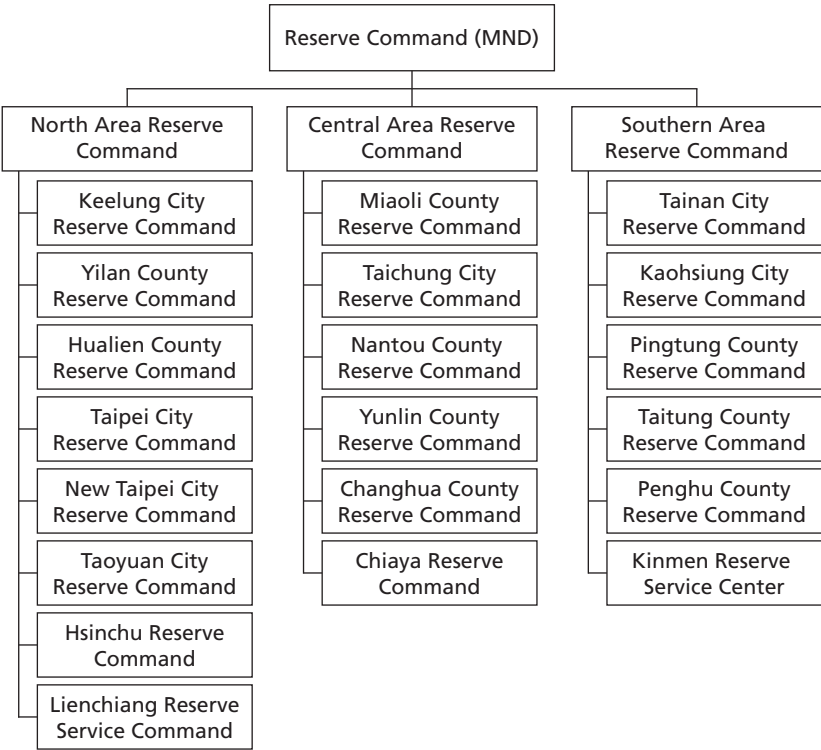 Reserve Command (MND)
North Area Reserve
Command
Keelung City
Reserve Command
Yilan County
Reserve Command
Hualien County
Reserve Command
Taipei City
Reserve Command
New Taipei City
Reserve Command
Taoyuan City
Reserve Command
Hsinchu Reserve
Command
Lienchiang Reserve
Service Command
Central Area Reserve
Command
Miaoli County
Reserve Command
Taichung City
Reserve Command
Nantou County
Reserve Command
Yunlin County
Reserve Command
Changhua County
Reserve Command
Chiaya Reserve
Command
Southern Area
Reserve Command
Tainan City
Reserve Command
Kaohsiung City
Reserve Command
Pingtung County
Reserve Command
Taitung County
Reserve Command
Penghu County
Reserve Command
Kinmen Reserve
Service Center